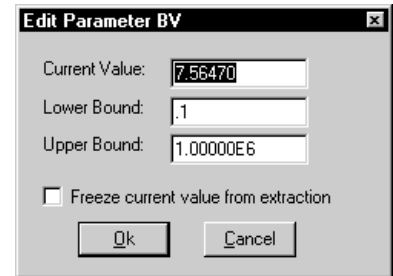 Edit Parameter BV
Current Value: 7.56470
Lower Bound: .1
Upper Bound: 1.00000E6
Freeze current value from extraction
Ok Cancel